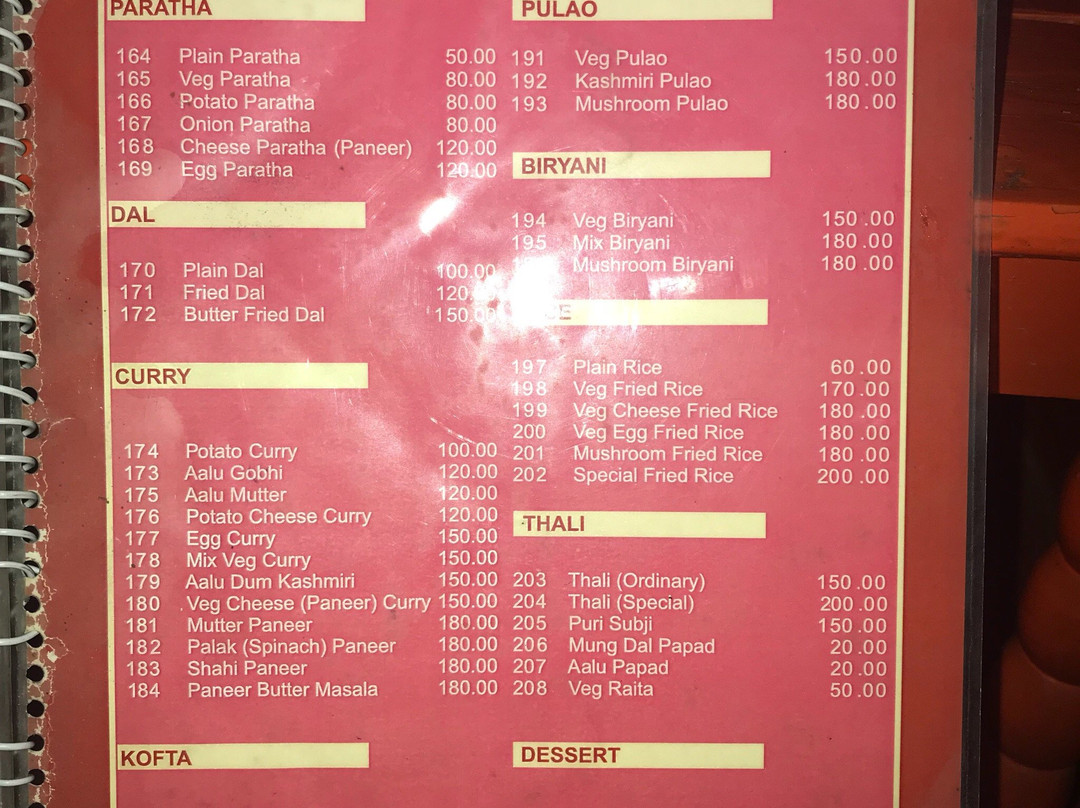 PARATHA
164 Plain Paratha 50.00
165 Veg Paratha 80.00
166 Potato Paratha 80.00
167 Onion Paratha 80.00
168 Cheese Paratha (Paneer) 120.00
169 Egg Paratha 120.00
DAL
170 Plain Dal 100.00
171 Fried Dal 120.00
172 Butter Fried Dal 150.00
CURRY
174 Potato Curry 100.00
173 Aalu Gobhi 120.00
175 Aalu Mutter 120.00
176 Potato Cheese Curry 120.00
177 Egg Curry 150.00
178 Mix Veg Curry 150.00
179 Aalu Dum Kashmiri 150.00
180 Veg Cheese (Paneer) Curry 150.00
181 Mutter Paneer 180.00
182 Palak (Spinach) Paneer 180.00
183 Shahi Paneer 180.00
184 Paneer Butter Masala 180.00
KOFTA
PULAO
191 Veg Pulao 150.00
192 Kashmiri Pulao 180.00
193 Mushroom Pulao 180.00
BIRYANI
194 Veg Biryani 150.00
195 Mix Biryani 180.00
Mushroom Biryani 180.00
197 Plain Rice 60.00
198 Veg Fried Rice 170.00
199 Veg Cheese Fried Rice 180.00
200 Veg Egg Fried Rice 180.00
201 Mushroom Fried Rice 180.00
202 Special Fried Rice 200.00
THALI
203 Thali (Ordinary) 150.00
204 Thali (Special) 200.00
205 Puri Subji 150.00
206 Mung Dal Papad 20.00
207 Aalu Papad 20.00
208 Veg Raita 50.00
DESSERT